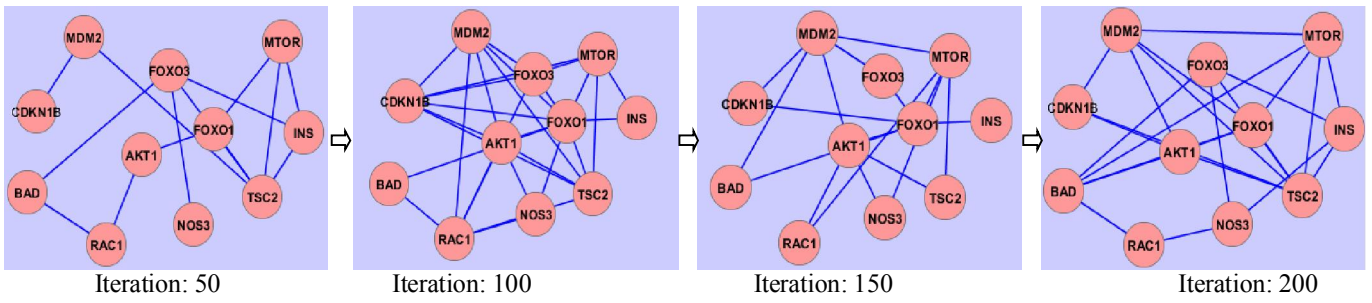 MDM2
MTOR
FOXO3
CDKN1B
FOXO1
INS
AKT1
BAD
TSC2
NOS3
RAC1
Iteration: 50
MDM2
MTOR
FOXO3
CDKN1B
FOXO1
INS
AKT1
BAD
TSC2
NOS3
RAC1
Iteration: 100
MDM2
MTOR
FOXO3
CDKN1B
FOXO1
INS
AKT1
BAD
TSC2
NOS3
RAC1
Iteration: 150
MDM2
MTOR
FOXO3
CDKN1B
FOXO1
INS
AKT1
BAD
TSC2
NOS3
RAC1
Iteration: 200